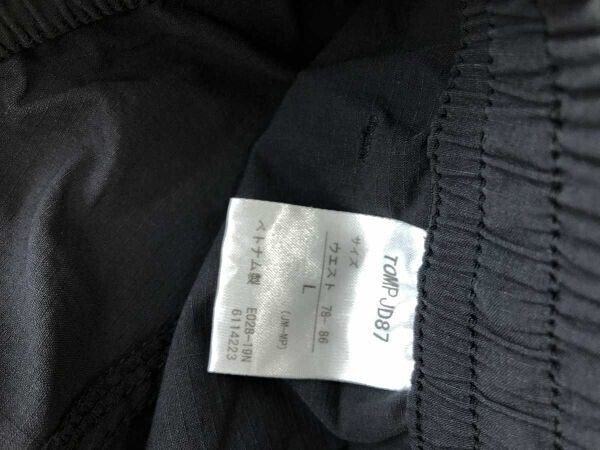 TOMPJD87
サイズ
ウエスト 78-86
L
(JM-MP)
ベトナム製 E028-19N
6114223